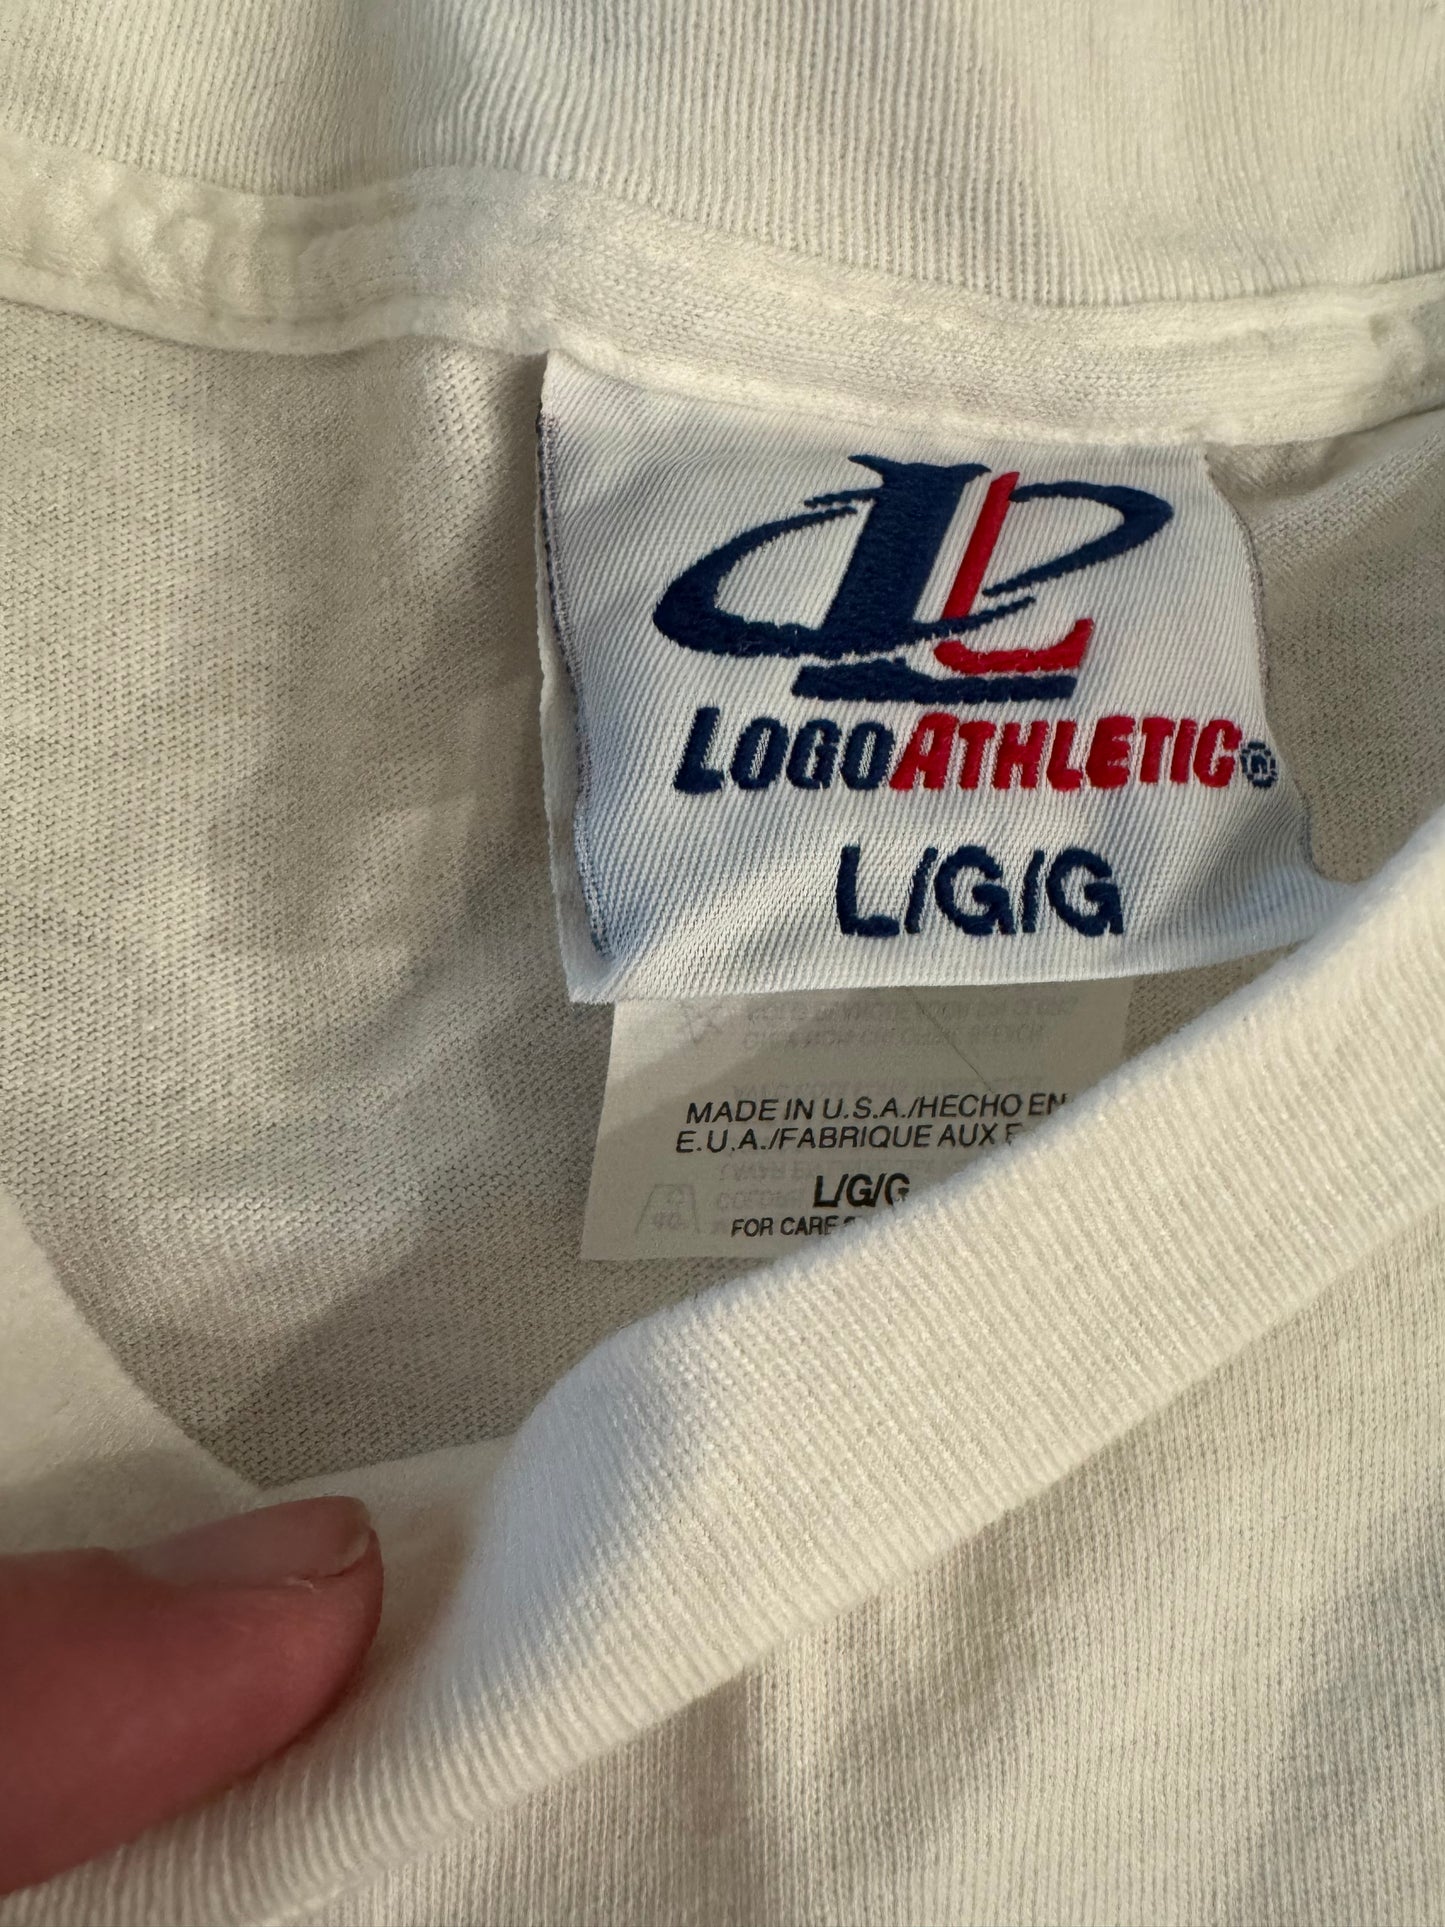 LOGOATHLETIC®
L/G/G
MADE IN U.S.A./HECHO EN
E.U.A./FABRIQUE AUX
L/G/G
FOR CARE